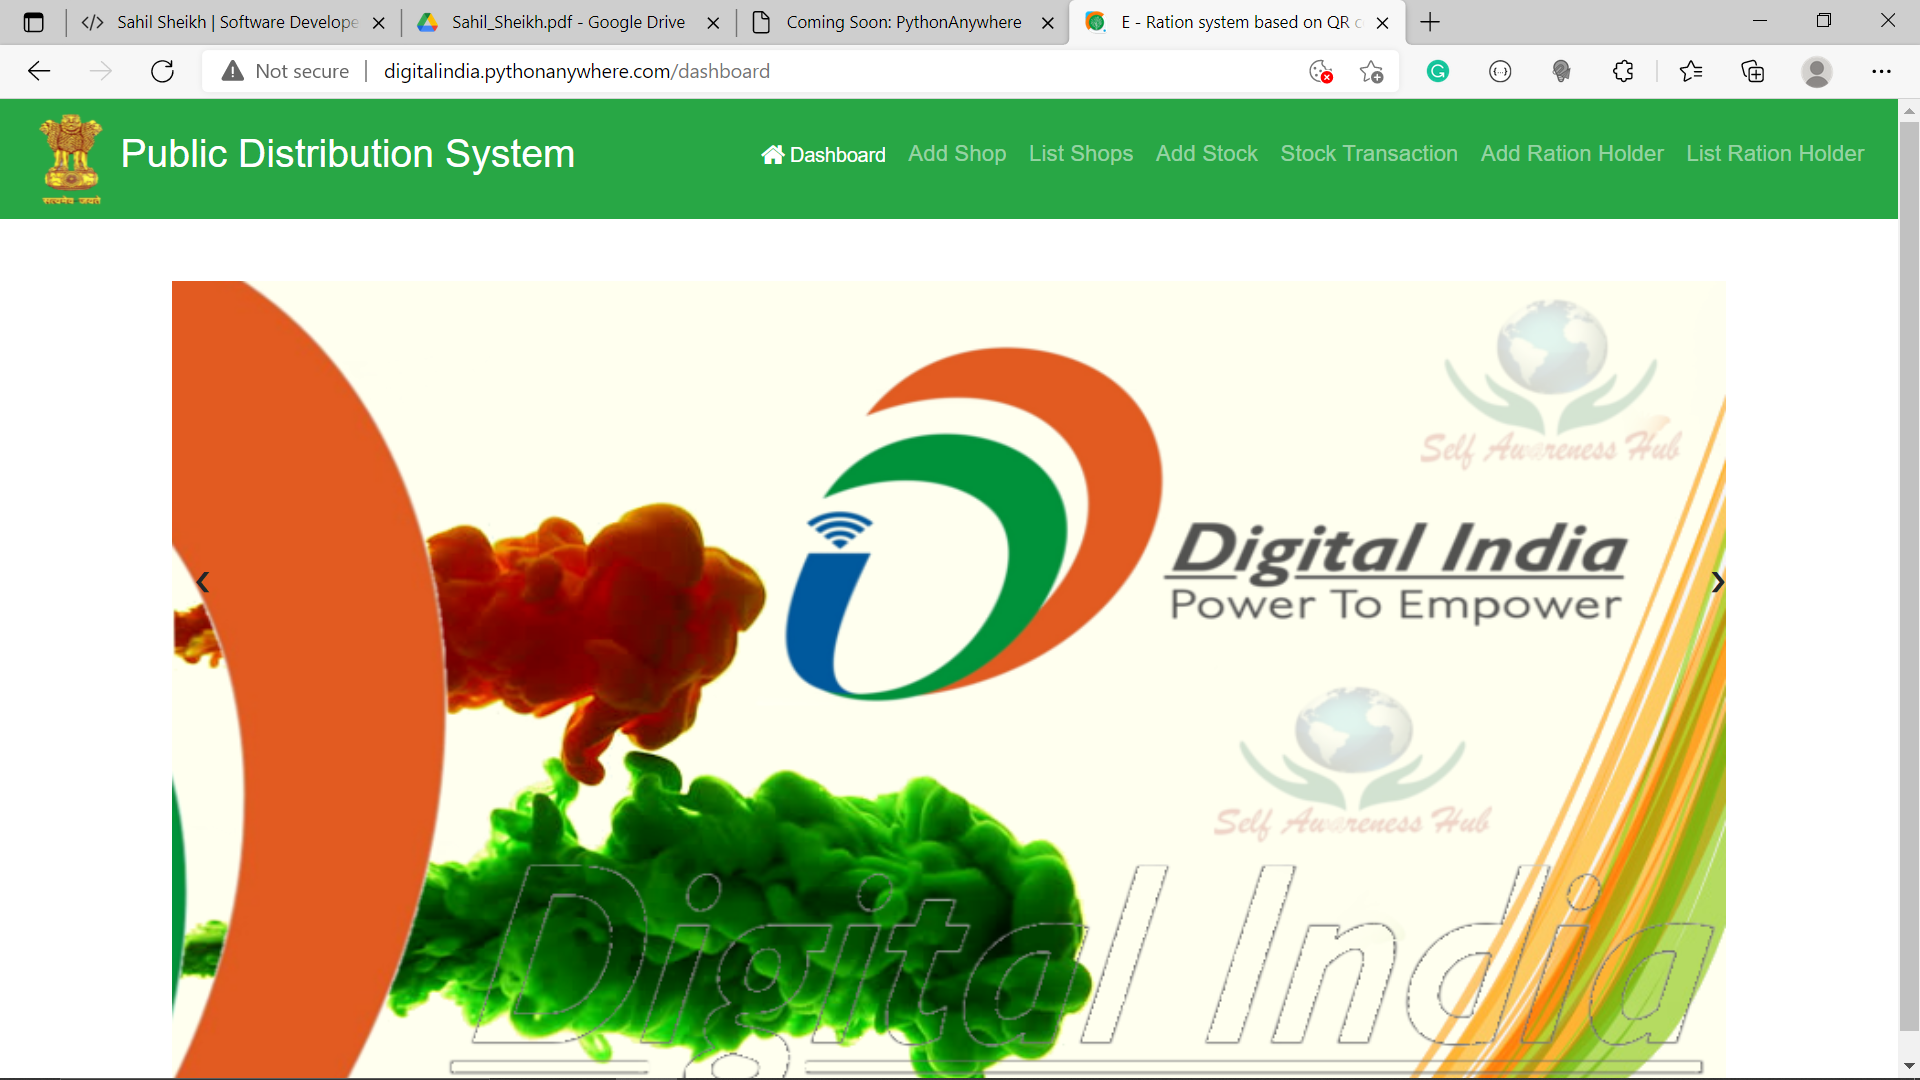 Sahil Sheikh | Software Develope
Sahil_Sheikh.pdf - Google Drive
Coming Soon: PythonAnywhere
E - Ration system based on QR c
Not secure
digitalindia.pythonanywhere.com/dashboard
सत्यमेव जयते
Public Distribution System
Dashboard
Add Shop
List Shops
Add Stock
Stock Transaction
Add Ration Holder
List Ration Holder
Self Awareness Hub
Digital India
Power To Empower
Self Awareness Hub
Digital India